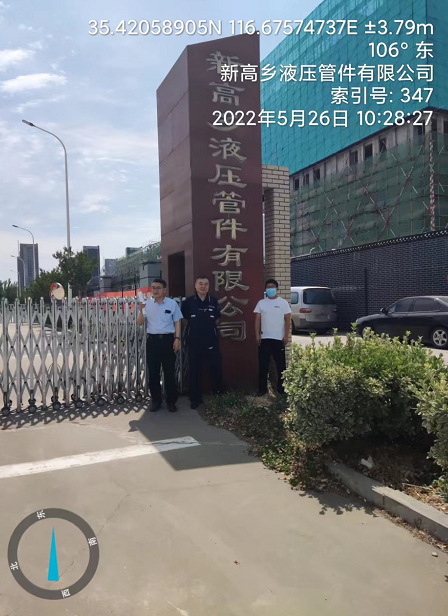 35.42058905N 116.67574737E ±3.79m
106° 东
新高乡液压管件有限公司
索引号: 347
2022年5月26日 10:28:27
新高乡液压管件有限公司
东
北
南
西